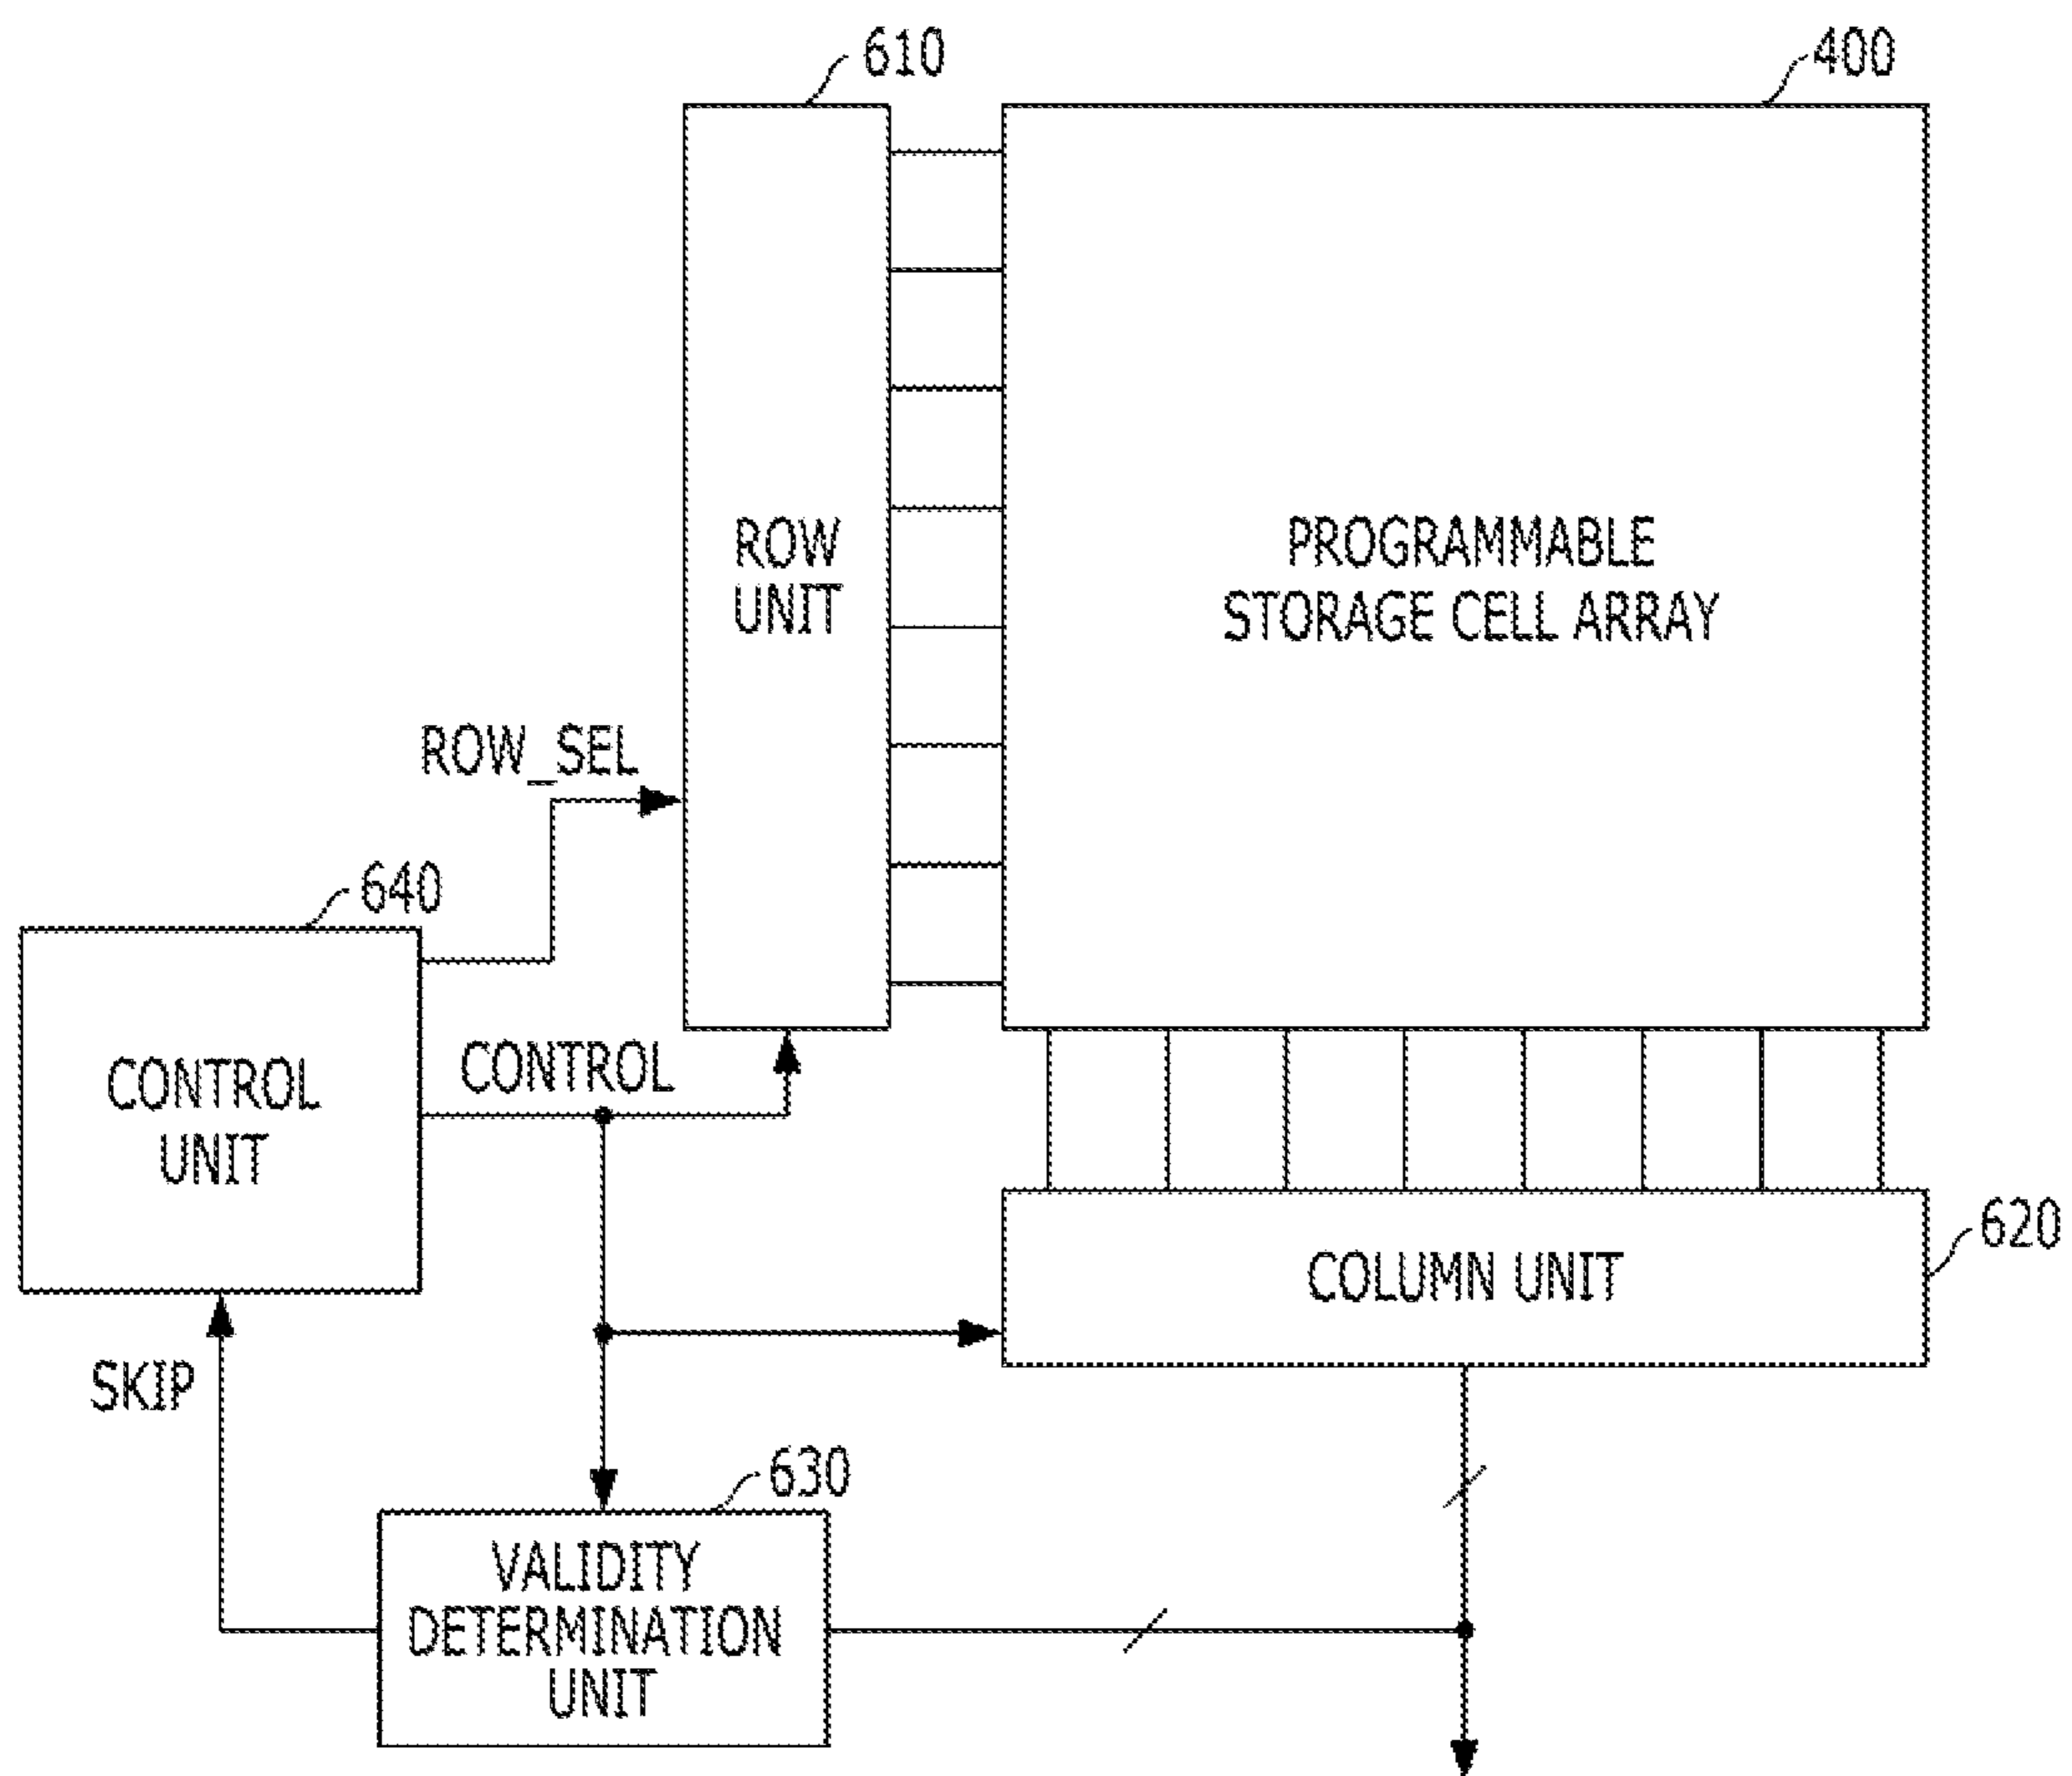 610
400
ROW
UNIT
PROGRAMMABLE
STORAGE CELL ARRAY
ROW_SEL
640
CONTROL
UNIT
CONTROL
620
COLUMN UNIT
SKIP
630
VALIDITY
DETERMINATION
UNIT